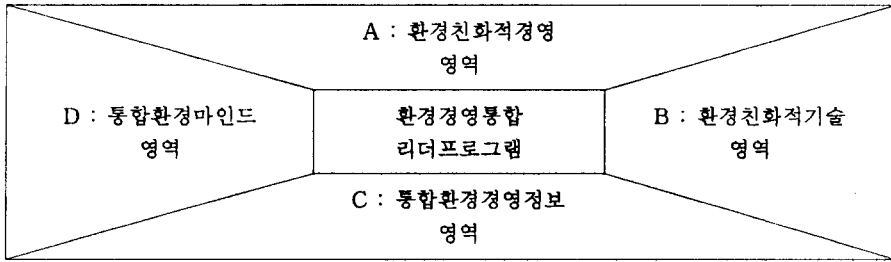 A : 환경친화적경영
영역
D : 통합환경마인드
영역
환경경영통합
리더프로그램
B : 환경친화적기술
영역
C : 통합환경경영정보
영역